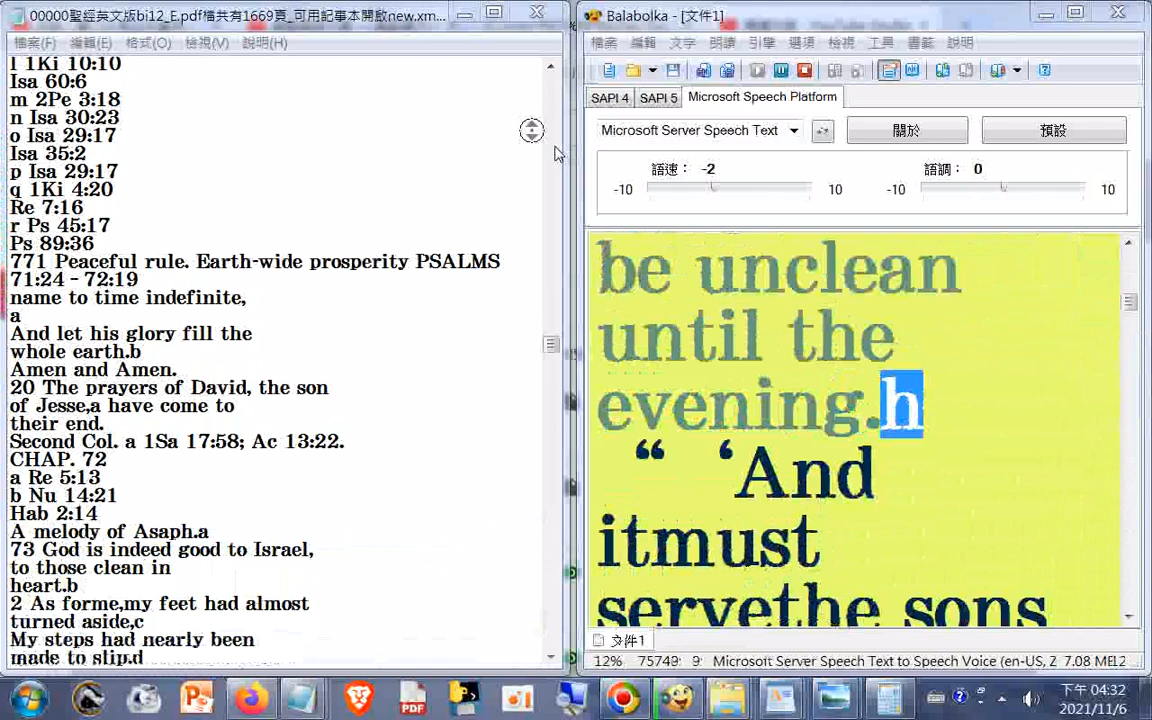 00000聖經英文版bi12_E.pdf檔共有1669頁_可用記事本開啟new.xm...
檔案(F) 編輯(E) 格式(O) 檢視(V) 說明(H)
l 1Ki 10:10
Isa 60:6
m 2Pe 3:18
n Isa 30:23
o Isa 29:17
Isa 35:2
p Isa 29:17
q 1Ki 4:20
Re 7:16
r Ps 45:17
Ps 89:36
771 Peaceful rule. Earth-wide prosperity PSALMS
71:24 – 72:19
name to time indefinite,
a
And let his glory fill the
whole earth.b
Amen and Amen.
20 The prayers of David, the son
of Jesse,a have come to
their end.
Second Col. a 1Sa 17:58; Ac 13:22.
CHAP. 72
a Re 5:13
b Nu 14:21
Hab 2:14
A melody of Asaph.a
73 God is indeed good to Israel,
to those clean in
heart.b
2 As forme,my feet had almost
turned aside,c
My steps had nearly been
made to slip.d
Balabolka - [文件1]
檔案 編輯 文字 朗讀 引擎 選項 檢視 工具 書籤 說明
SAPI 4 SAPI 5 Microsoft Speech Platform
Microsoft Server Speech Text 關於 預設
語速： -2 語調： 0
-10 10 -10 10
be unclean
until the
evening.h
“ ‘And
itmust
servethe sons
文件1
12% 75749: 9: Microsoft Server Speech Text to Speech Voice (en-US, Z 7.08 ME12
下午 04:32
2021/11/6